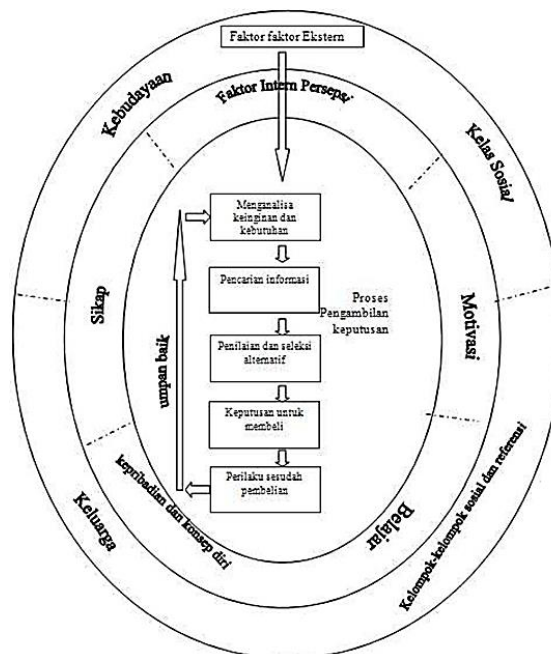 Faktor faktor Ekstern
Kebudayaan
Faktor Intern Persepsi
Kelas Sosial
Menganalisa
keinginan dan
kebutuhan
Pencarian informasi
Proses
Pengambilan
keputusan
Sikap
Motivasi
umpan baik
Penilaian dan seleksi
alternatif
Keputusan untuk
membeli
Perilaku sesudah
pembelian
kepribadian dan konsep diri
Belajar
Keluarga
Kelompok-kelompok sosial dan referensi